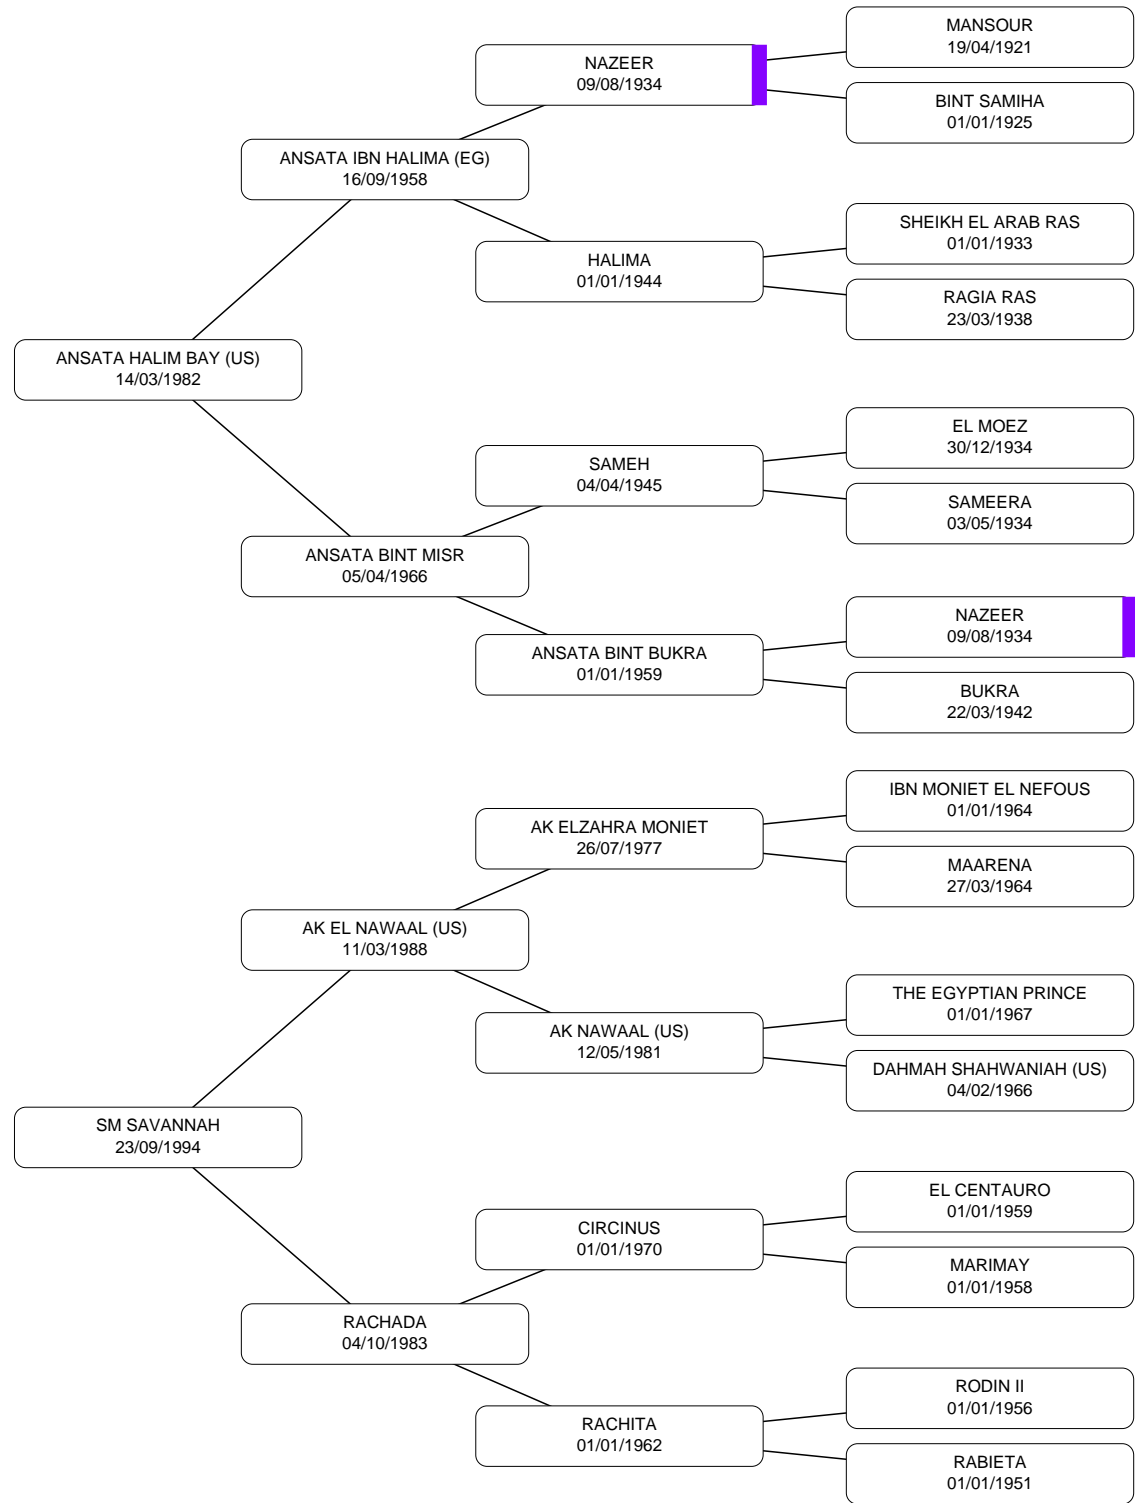 MANSOUR
19/04/1921
NAZEER
09/08/1934
BINT SAMIHA
01/01/1925
ANSATA IBN HALIMA (EG)
16/09/1958
SHEIKH EL ARAB RAS
01/01/1933
HALIMA
01/01/1944
RAGIA RAS
23/03/1938
ANSATA HALIM BAY (US)
14/03/1982
EL MOEZ
30/12/1934
SAMEH
04/04/1945
SAMEERA
03/05/1934
ANSATA BINT MISR
05/04/1966
NAZEER
09/08/1934
ANSATA BINT BUKRA
01/01/1959
BUKRA
22/03/1942
IBN MONIET EL NEFOUS
01/01/1964
AK ELZAHRA MONIET
26/07/1977
MAARENA
27/03/1964
AK EL NAWAAL (US)
11/03/1988
THE EGYPTIAN PRINCE
01/01/1967
AK NAWAAL (US)
12/05/1981
DAHMAH SHAHWANIAH (US)
04/02/1966
SM SAVANNAH
23/09/1994
EL CENTAURO
01/01/1959
CIRCINUS
01/01/1970
MARIMAY
01/01/1958
RACHADA
04/10/1983
RODIN II
01/01/1956
RACHITA
01/01/1962
RABIETA
01/01/1951